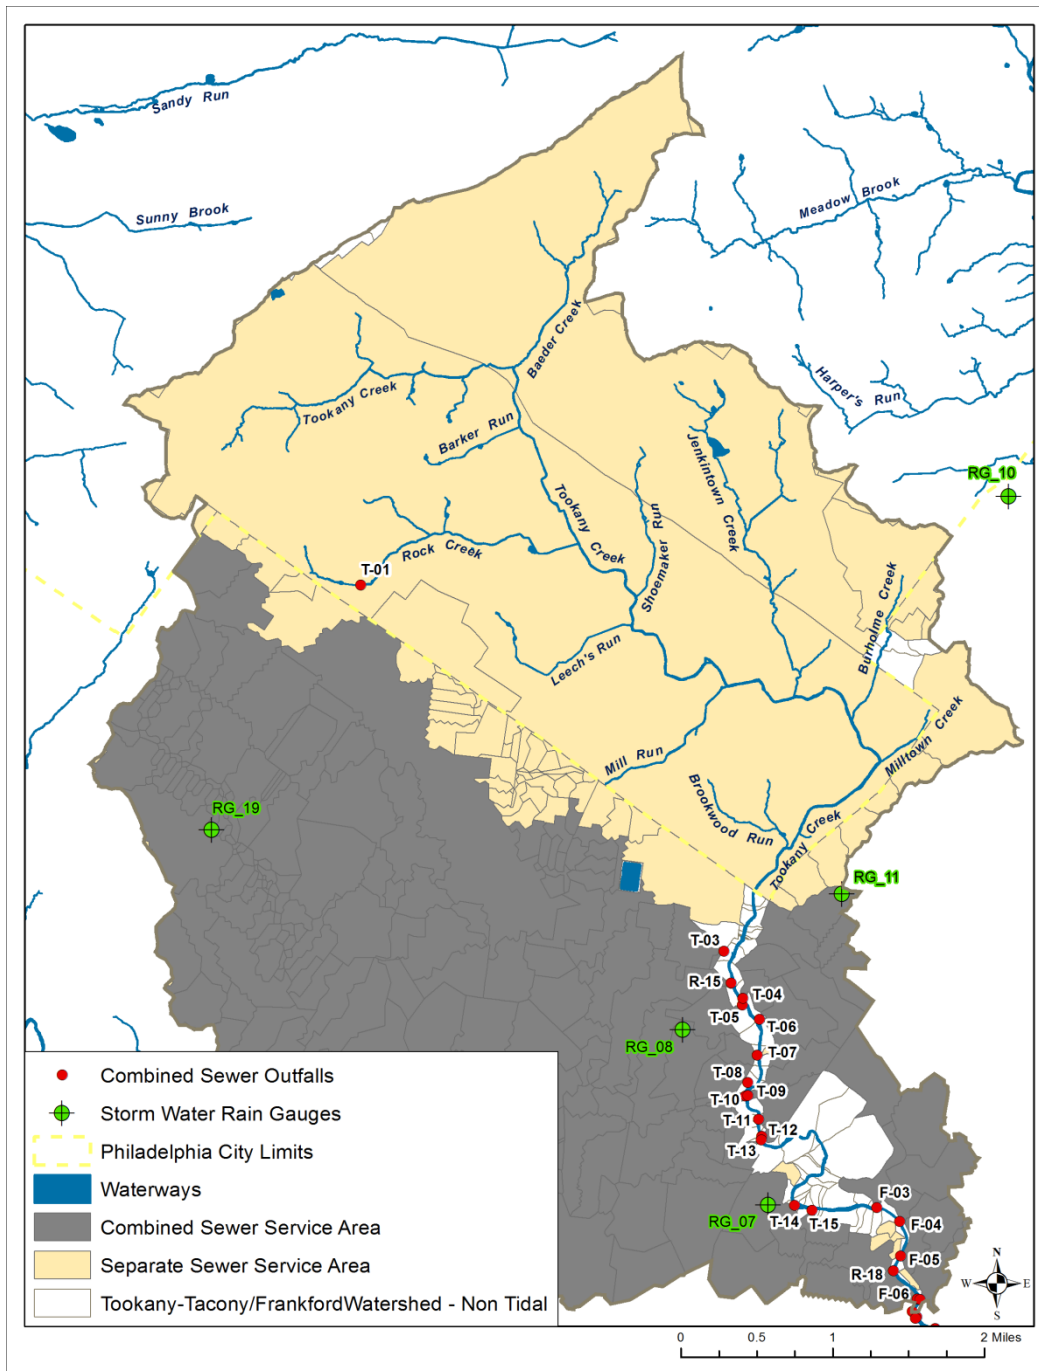 Sandy Run
Sunny Brook
Meadow Brook
Baeder Creek
Harper's Run
Tookany Creek
Barker Run
Jenkintown Creek
RG_10
Tookany Creek
Rock Creek
Shoemaker Run
T-01
Burholme Creek
Leech's Run
Milltown Creek
Mill Run
Brookwood Run
RG_19
Tookany Creek
RG_11
T-03
R-15
T-04
T-05
T-06
RG_08
T-07
T-08
T-09
T-10
T-11
T-12
T-13
F-03
RG_07
T-14
T-15
F-04
F-05
R-18
F-06
Combined Sewer Outfalls
Storm Water Rain Gauges
Philadelphia City Limits
Waterways
Combined Sewer Service Area
Separate Sewer Service Area
Tookany-Tacony/FrankfordWatershed - Non Tidal
N
W E
S
0 0.5 1 2 Miles